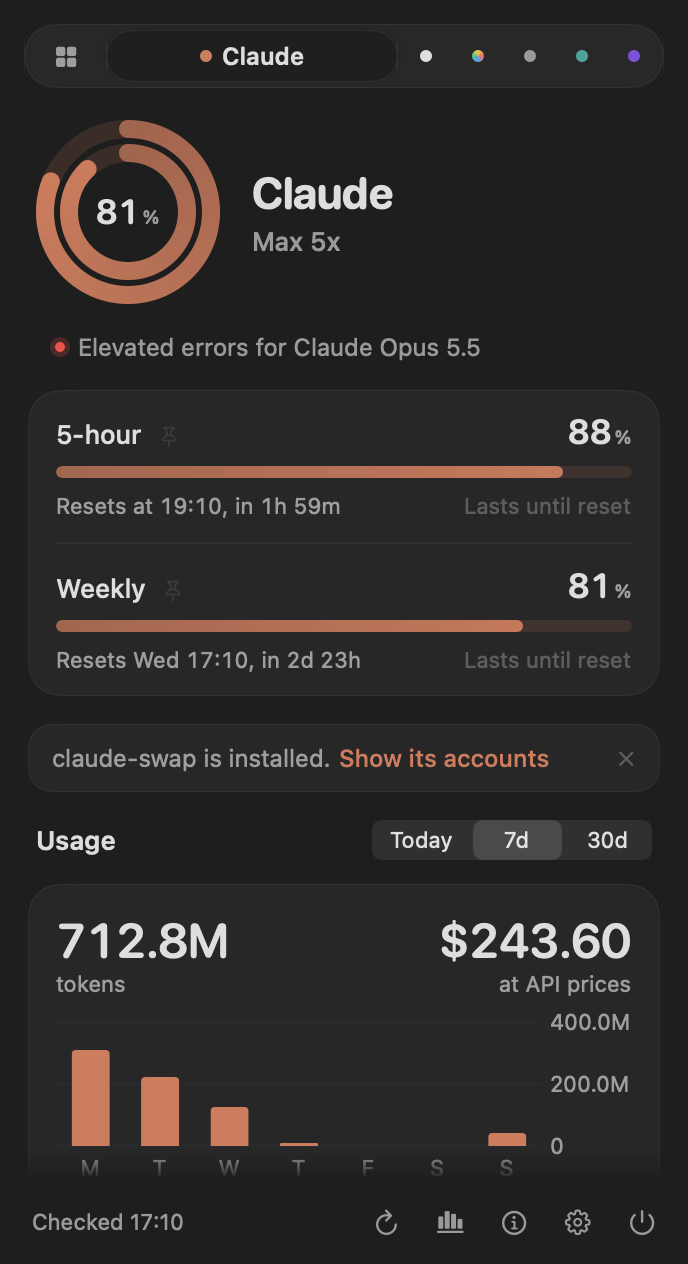 Claude
81%
Claude
Max 5x
Elevated errors for Claude Opus 5.5
5-hour 88%
Resets at 19:10, in 1h 59m Lasts until reset
Weekly 81%
Resets Wed 17:10, in 2d 23h Lasts until reset
claude-swap is installed. Show its accounts
Usage Today 7d 30d
712.8M $243.60
tokens at API prices
400.0M
200.0M
0
M T W T F S S
Checked 17:10